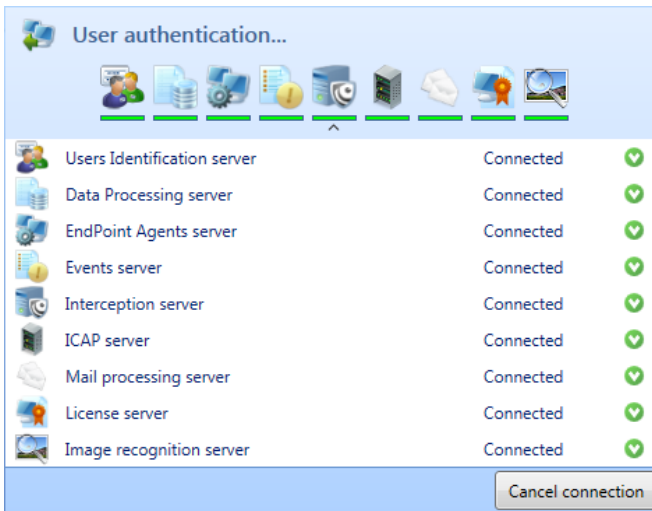 User authentication...
Users Identification server Connected
Data Processing server Connected
EndPoint Agents server Connected
Events server Connected
Interception server Connected
ICAP server Connected
Mail processing server Connected
License server Connected
Image recognition server Connected
Cancel connection